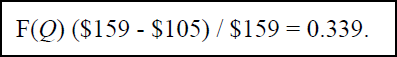 F(Q) ($159 - $105) / $159 = 0.339.